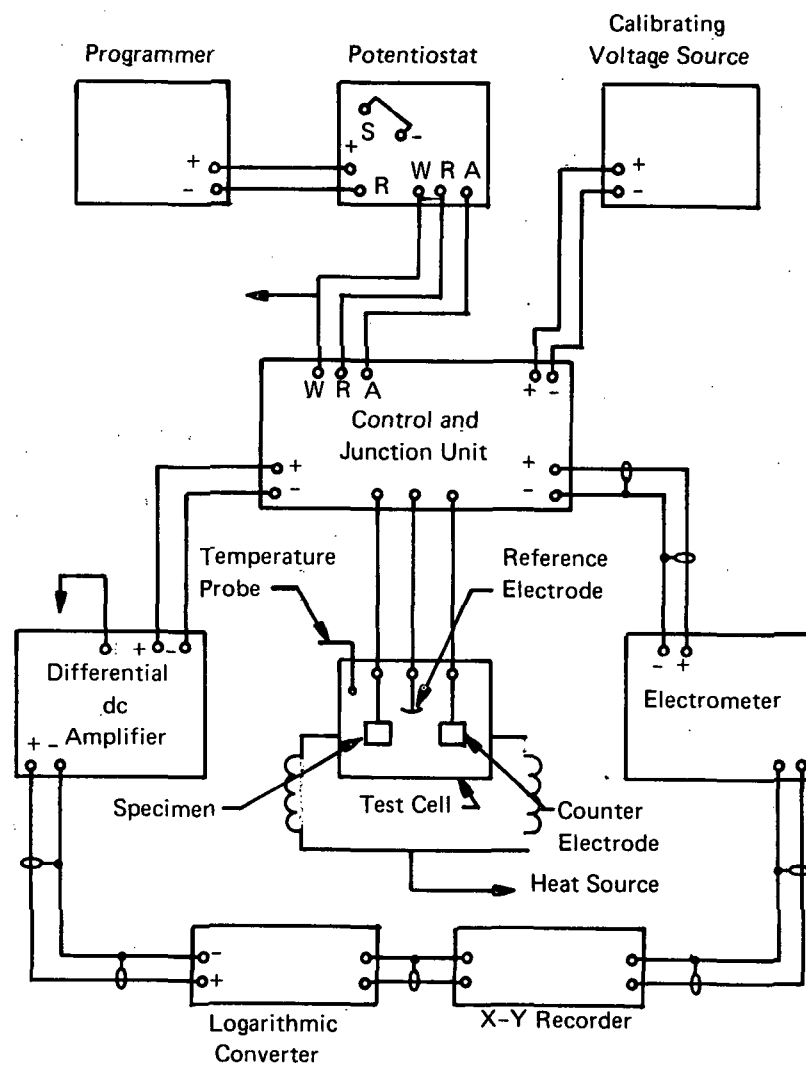 Programmer
Potentiostat
Calibrating
Voltage Source
S
-
+
-
+
R
W R A
+
-
W R A
+ -
Control and
Junction Unit
+
-
+
-
Temperature
Probe
Reference
Electrode
+ -
Differential
dc
Amplifier
+ -
- +
Electrometer
Specimen
Test Cell
Counter
Electrode
Heat Source
-
+
Logarithmic
Converter
X-Y Recorder